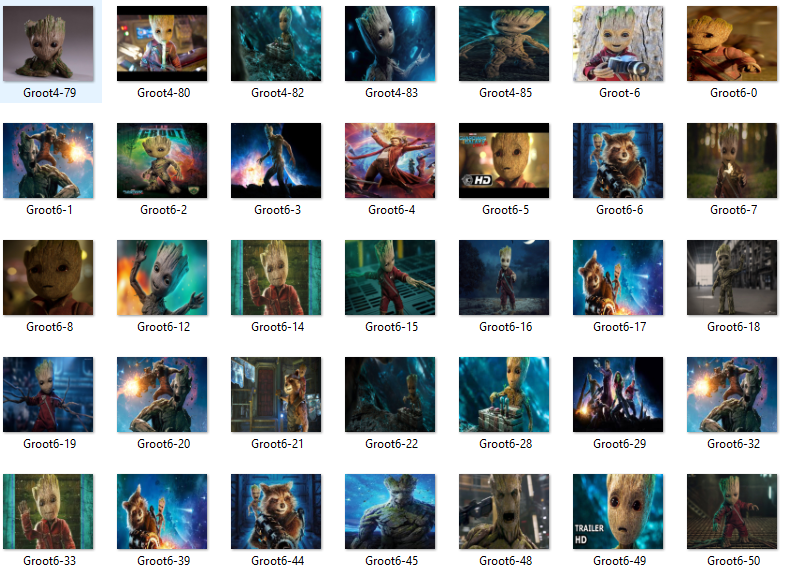 Groot4-79 Groot4-80 Groot4-82 Groot4-83 Groot4-85 Groot-6 Groot6-0
GROOT
Groot6-1 Groot6-2 Groot6-3 Groot6-4 Groot6-5 Groot6-6 Groot6-7
HD
Groot6-8 Groot6-12 Groot6-14 Groot6-15 Groot6-16 Groot6-17 Groot6-18
Groot6-19 Groot6-20 Groot6-21 Groot6-22 Groot6-28 Groot6-29 Groot6-32
TRAILER
HD
Groot6-33 Groot6-39 Groot6-44 Groot6-45 Groot6-48 Groot6-49 Groot6-50